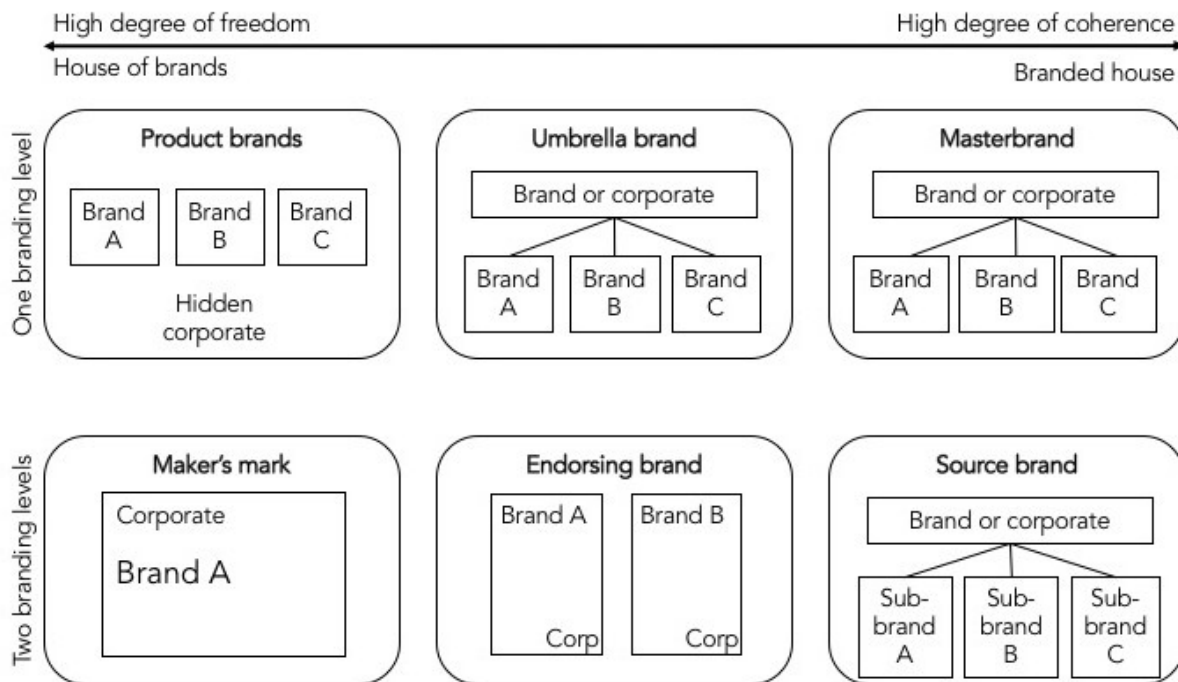 High degree of freedom
High degree of coherence
House of brands
Branded house
One branding level
Product brands
Brand
A
Brand
B
Brand
C
Hidden
corporate
Umbrella brand
Brand or corporate
Brand
A
Brand
B
Brand
C
Masterbrand
Brand or corporate
Brand
A
Brand
B
Brand
C
Two branding levels
Maker's mark
Corporate
Brand A
Endorsing brand
Brand A
Corp
Brand B
Corp
Source brand
Brand or corporate
Sub-
brand
A
Sub-
brand
B
Sub-
brand
C